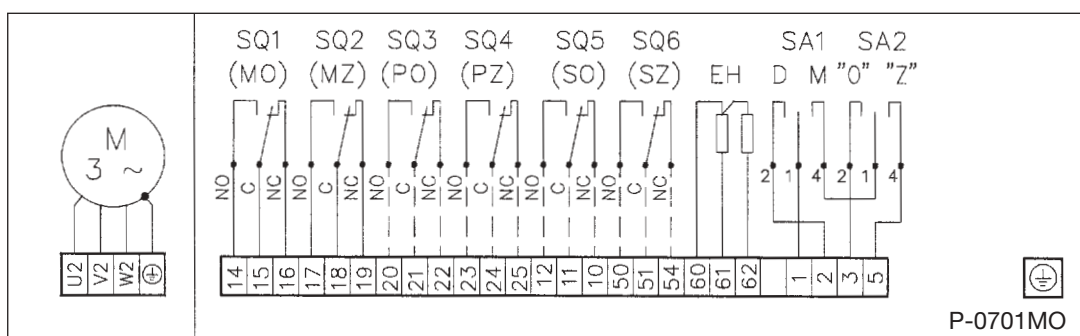 SQ1 SQ2 SQ3 SQ4 SQ5 SQ6 SA1 SA2
(MO) (MZ) (PO) (PZ) (SO) (SZ) EH D M "0" "Z"
M
3 ~
2 1 4 2 1 4
NO C NC NO C NC NO C NC NO C NC NO C NC NO C
U2 V2 W2
14 15 16 17 18 19 20 21 22 23 24 25 12 11 10 50 51 54 60 61 62 1 2 3 5
P-0701MO